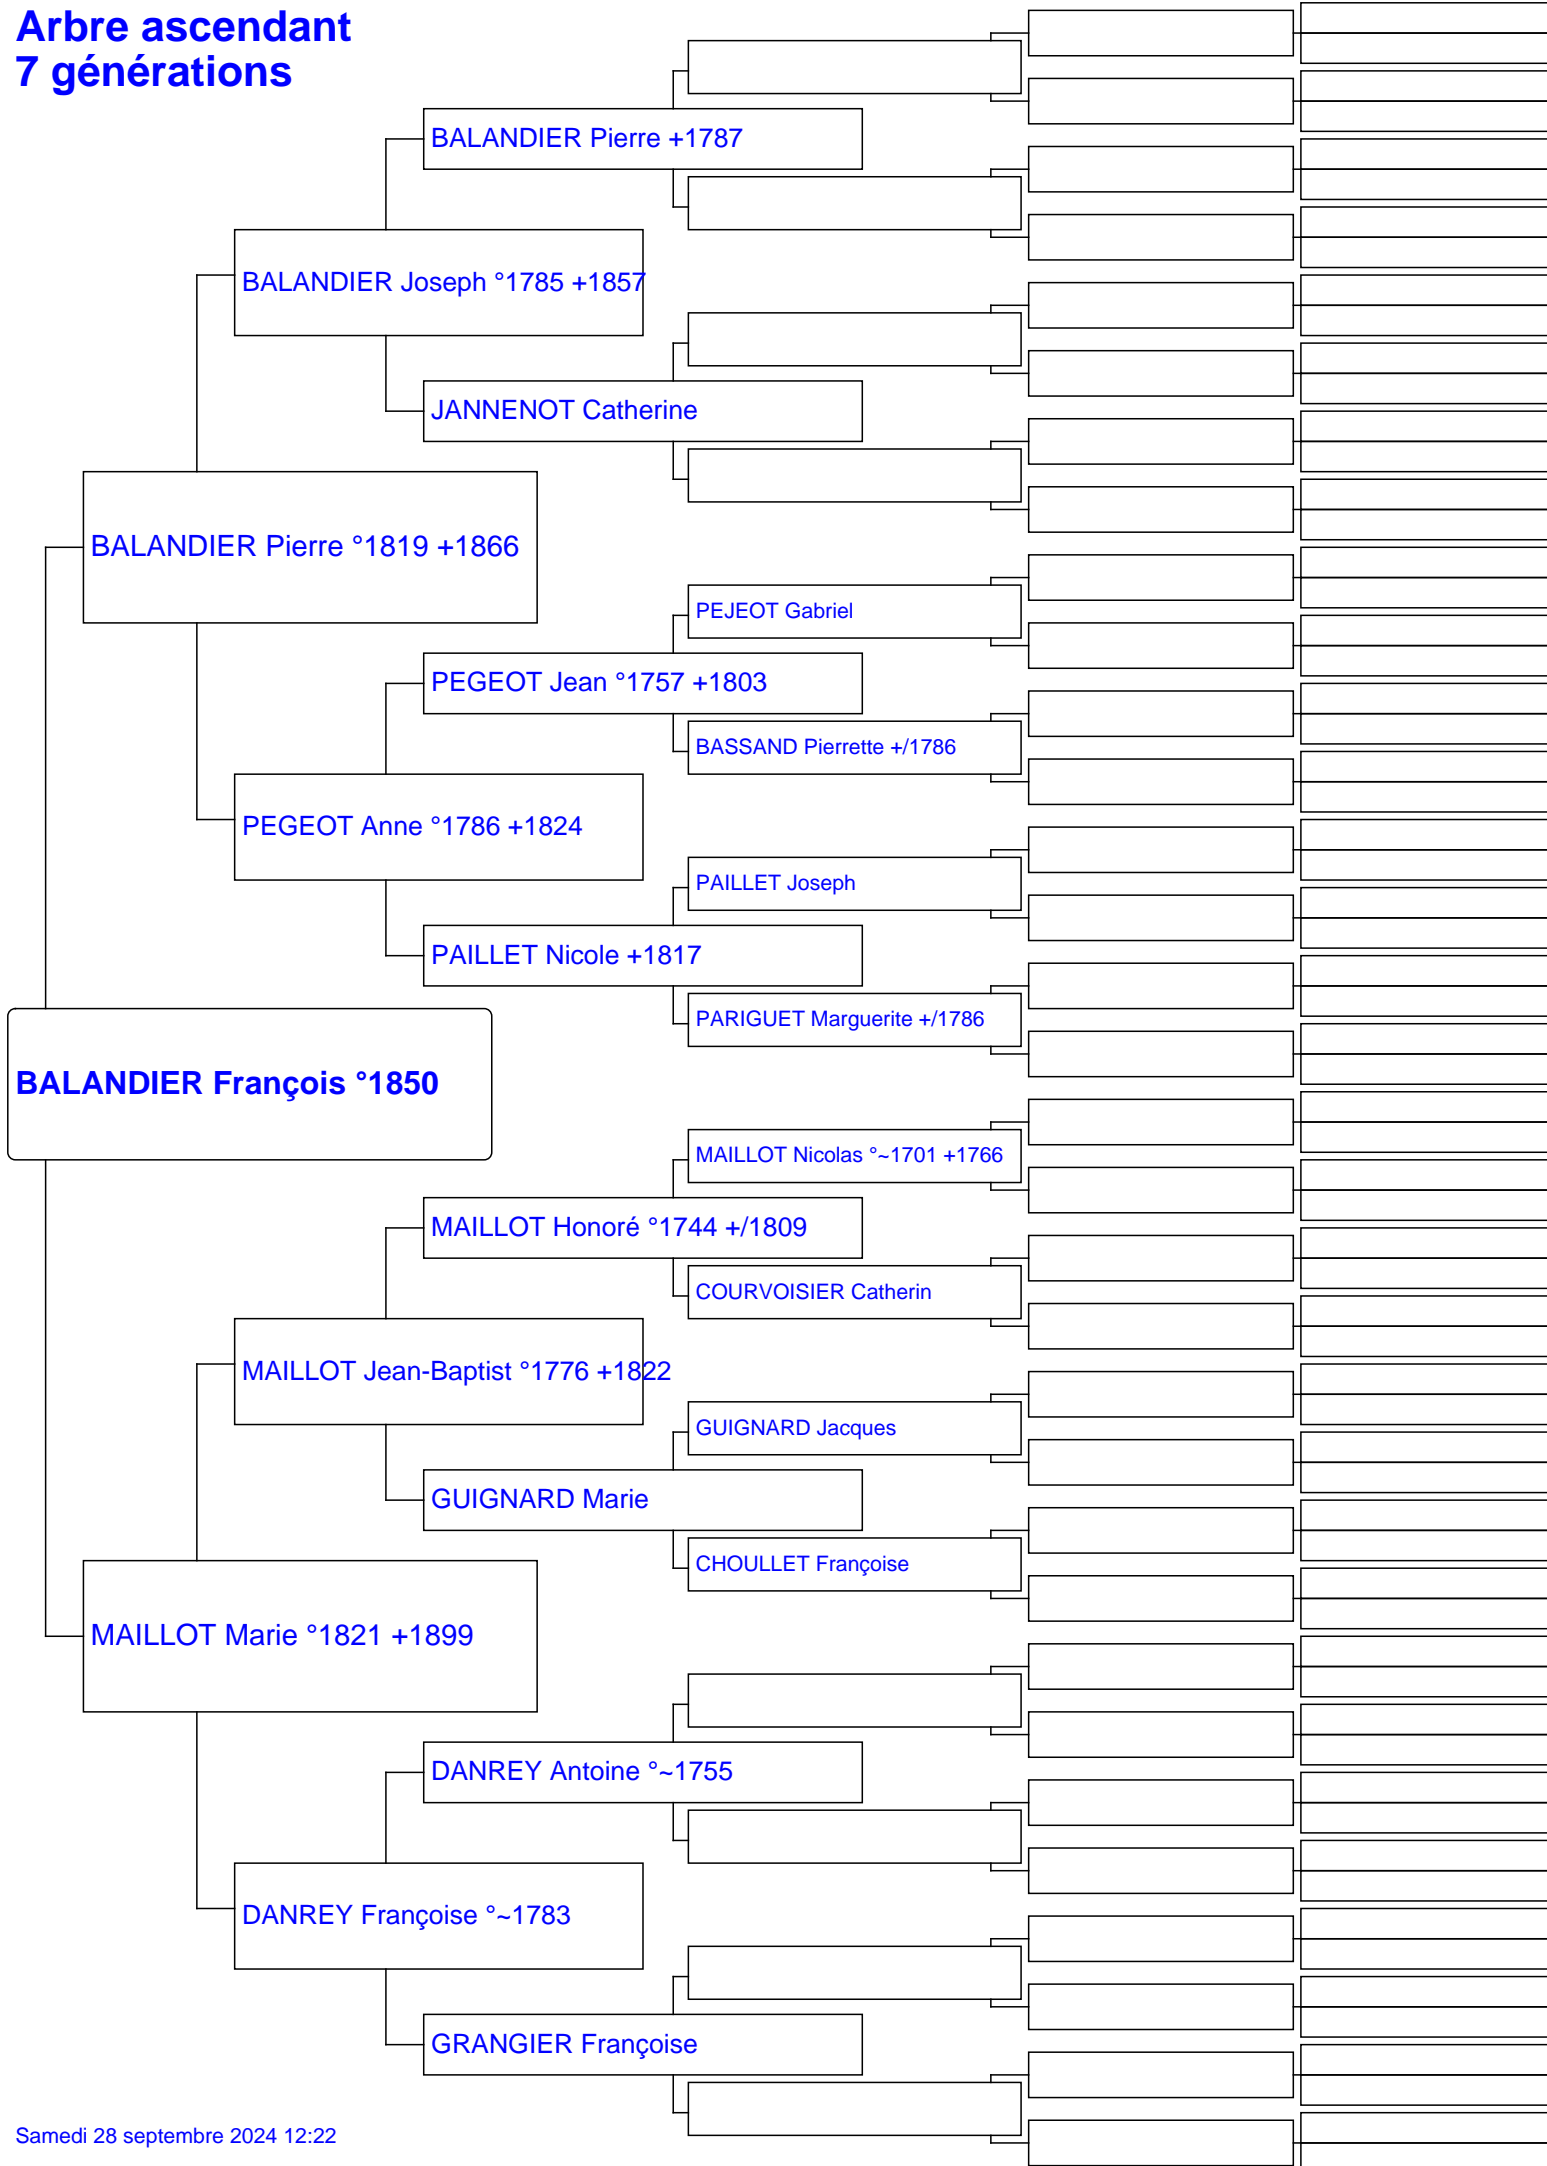 Arbre ascendant
7 générations
BALANDIER Pierre +1787
BALANDIER Joseph °1785 +1857
JANNENOT Catherine
BALANDIER Pierre °1819 +1866
PEJEOT Gabriel
PEGEOT Jean °1757 +1803
BASSAND Pierrette +/1786
PEGEOT Anne °1786 +1824
PAILLET Joseph
PAILLET Nicole +1817
PARIGUET Marguerite +/1786
BALANDIER François °1850
MAILLOT Nicolas °~1701 +1766
MAILLOT Honoré °1744 +/1809
COURVOISIER Catherin
MAILLOT Jean-Baptist °1776 +1822
GUIGNARD Jacques
GUIGNARD Marie
CHOULLET Françoise
MAILLOT Marie °1821 +1899
DANREY Antoine °~1755
DANREY Françoise °~1783
GRANGIER Françoise
Samedi 28 septembre 2024 12:22